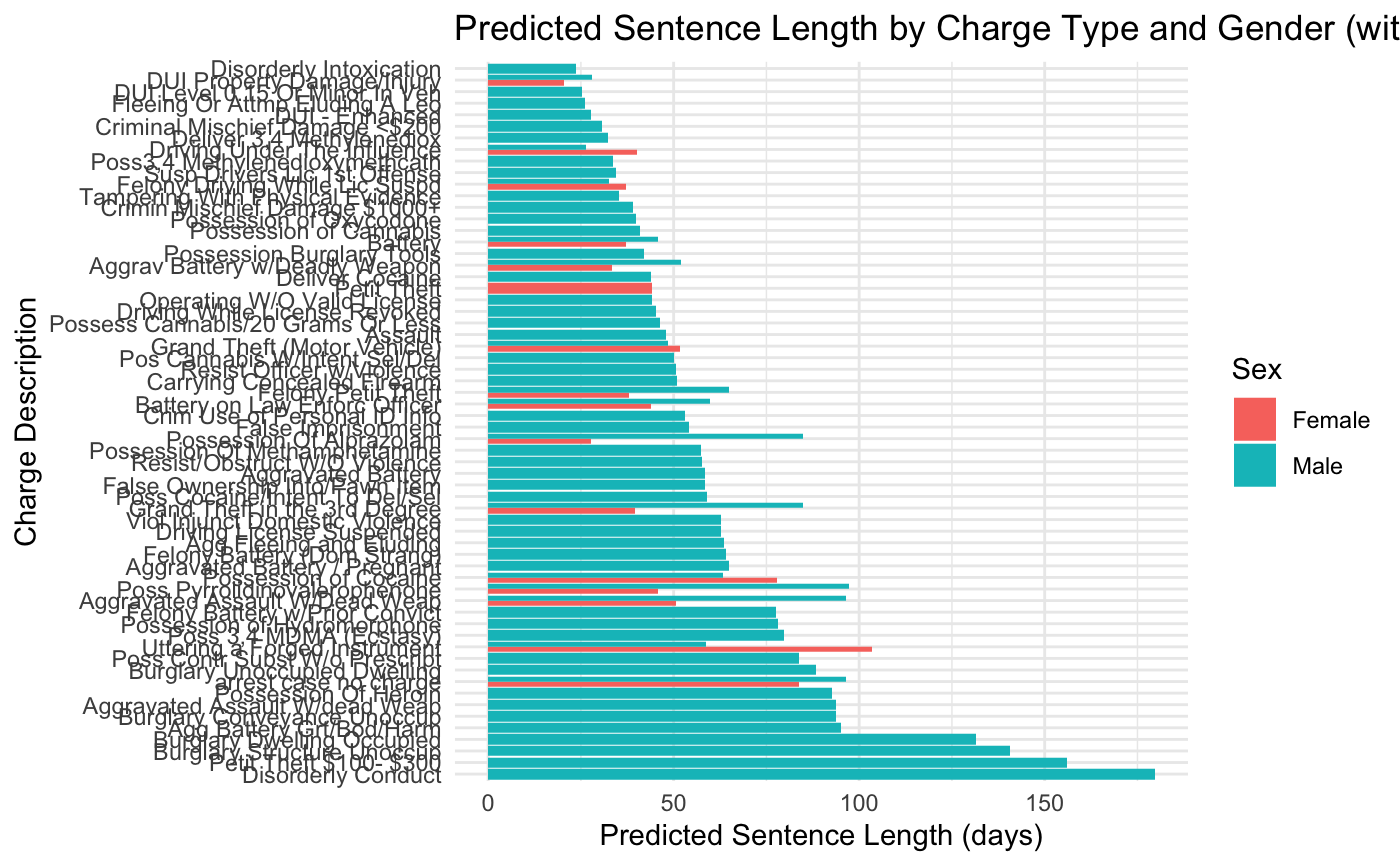 Predicted Sentence Length by Charge Type and Gender (wit
Disorderly Intoxication
DUI Property Damage/Injury
DUI Level 0.15 Or Minor In Veh
Fleeing Or Attmp Eluding A Leo
DUI - Enhanced
Criminal Mischief Damage <$200
Deliver 3,4 Methylenediox
Driving Under The Influence
Poss3,4 Methylenedioxymethcath
Susp Drivers Lic 1st Offense
Felony Driving While Lic Suspd
Tampering With Physical Evidence
Crimin Mischief Damage $1000+
Possession of Oxycodone
Possession of Cannabis
Battery
Possession Burglary Tools
Aggrav Battery w/Deadly Weapon
Deliver Cocaine
Petit Theft
Operating W/O Valid License
Driving While License Revoked
Possess Cannabis/20 Grams Or Less
Assault
Grand Theft (Motor Vehicle)
Pos Cannabis W/Intent Sel/Del
Resist Officer w/Violence
Carrying Concealed Firearm
Felony Petit Theft
Battery on Law Enforc Officer
Crim Use of Personal ID Info
False Imprisonment
Possession Of Alprazolam
Possession Of Methamphetamine
Resist/Obstruct W/O Violence
Aggravated Battery
False Ownership Info/Pawn Item
Poss Cocaine/Intent To Del/Sel
Grand Theft in the 3rd Degree
Viol Injunct Domestic Violence
Driving License Suspended
Agg Fleeing and Eluding
Felony Battery (Dom Strang)
Aggravated Battery / Pregnant
Possession of Cocaine
Poss Pyrrolidinovalerophenone
Aggravated Assault W/Dead Weap
Felony Battery w/Prior Convict
Possession of Hydromorphone
Poss 3,4 MDMA (Ecstasy)
Uttering a Forged Instrument
Poss Contr Subst W/o Prescript
Burglary Unoccupied Dwelling
arrest case no charge
Possession Of Heroin
Aggravated Assault W/dead Weap
Burglary Conveyance Unoccup
Agg Battery Grt/Bod/Harm
Burglary Dwelling Occupied
Burglary Structure Unoccup
Petit Theft $100- $300
Disorderly Conduct
Charge Description
0 50 100 150
Predicted Sentence Length (days)
Sex
Female
Male